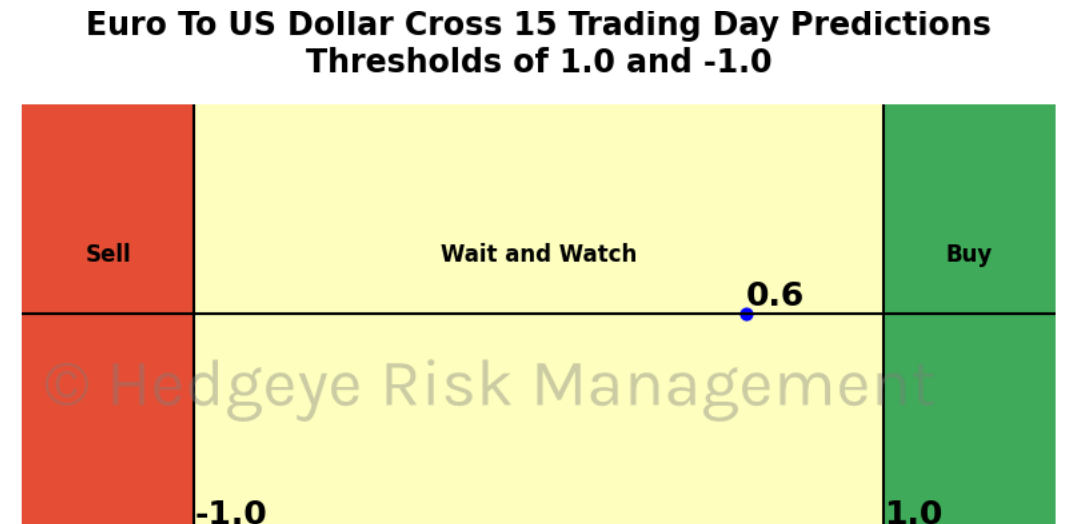 Euro To US Dollar Cross 15 Trading Day Predictions
Thresholds of 1.0 and -1.0
Sell
Wait and Watch
Buy
0.6
© Hedgeye Risk Management
-1.0
1.0